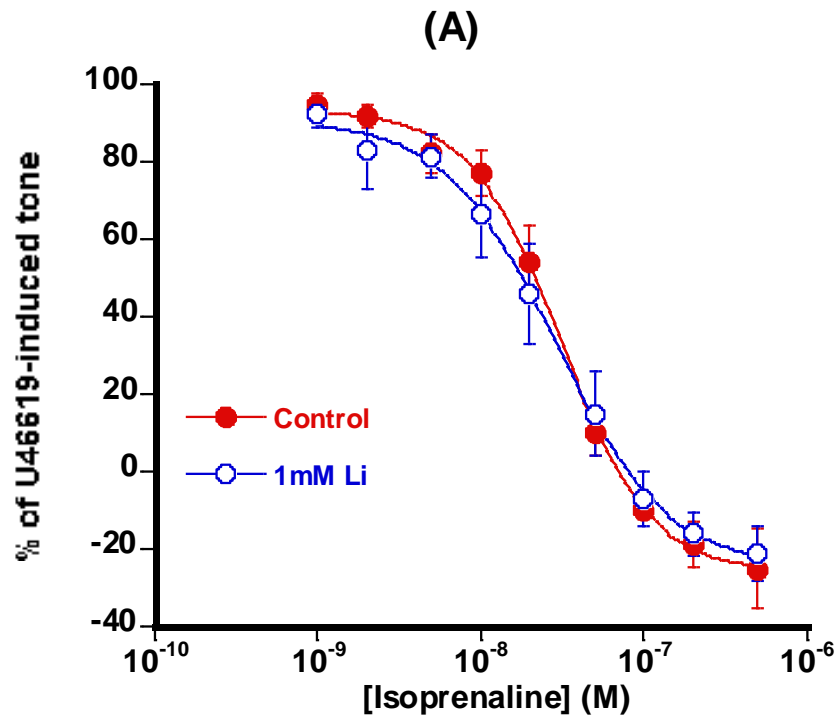 (A)
% of U46619-induced tone
100
80
60
40
20
0
-20
-40
Control
1mM Li
10-10
10-9
10-8
10-7
10-6
[Isoprenaline] (M)